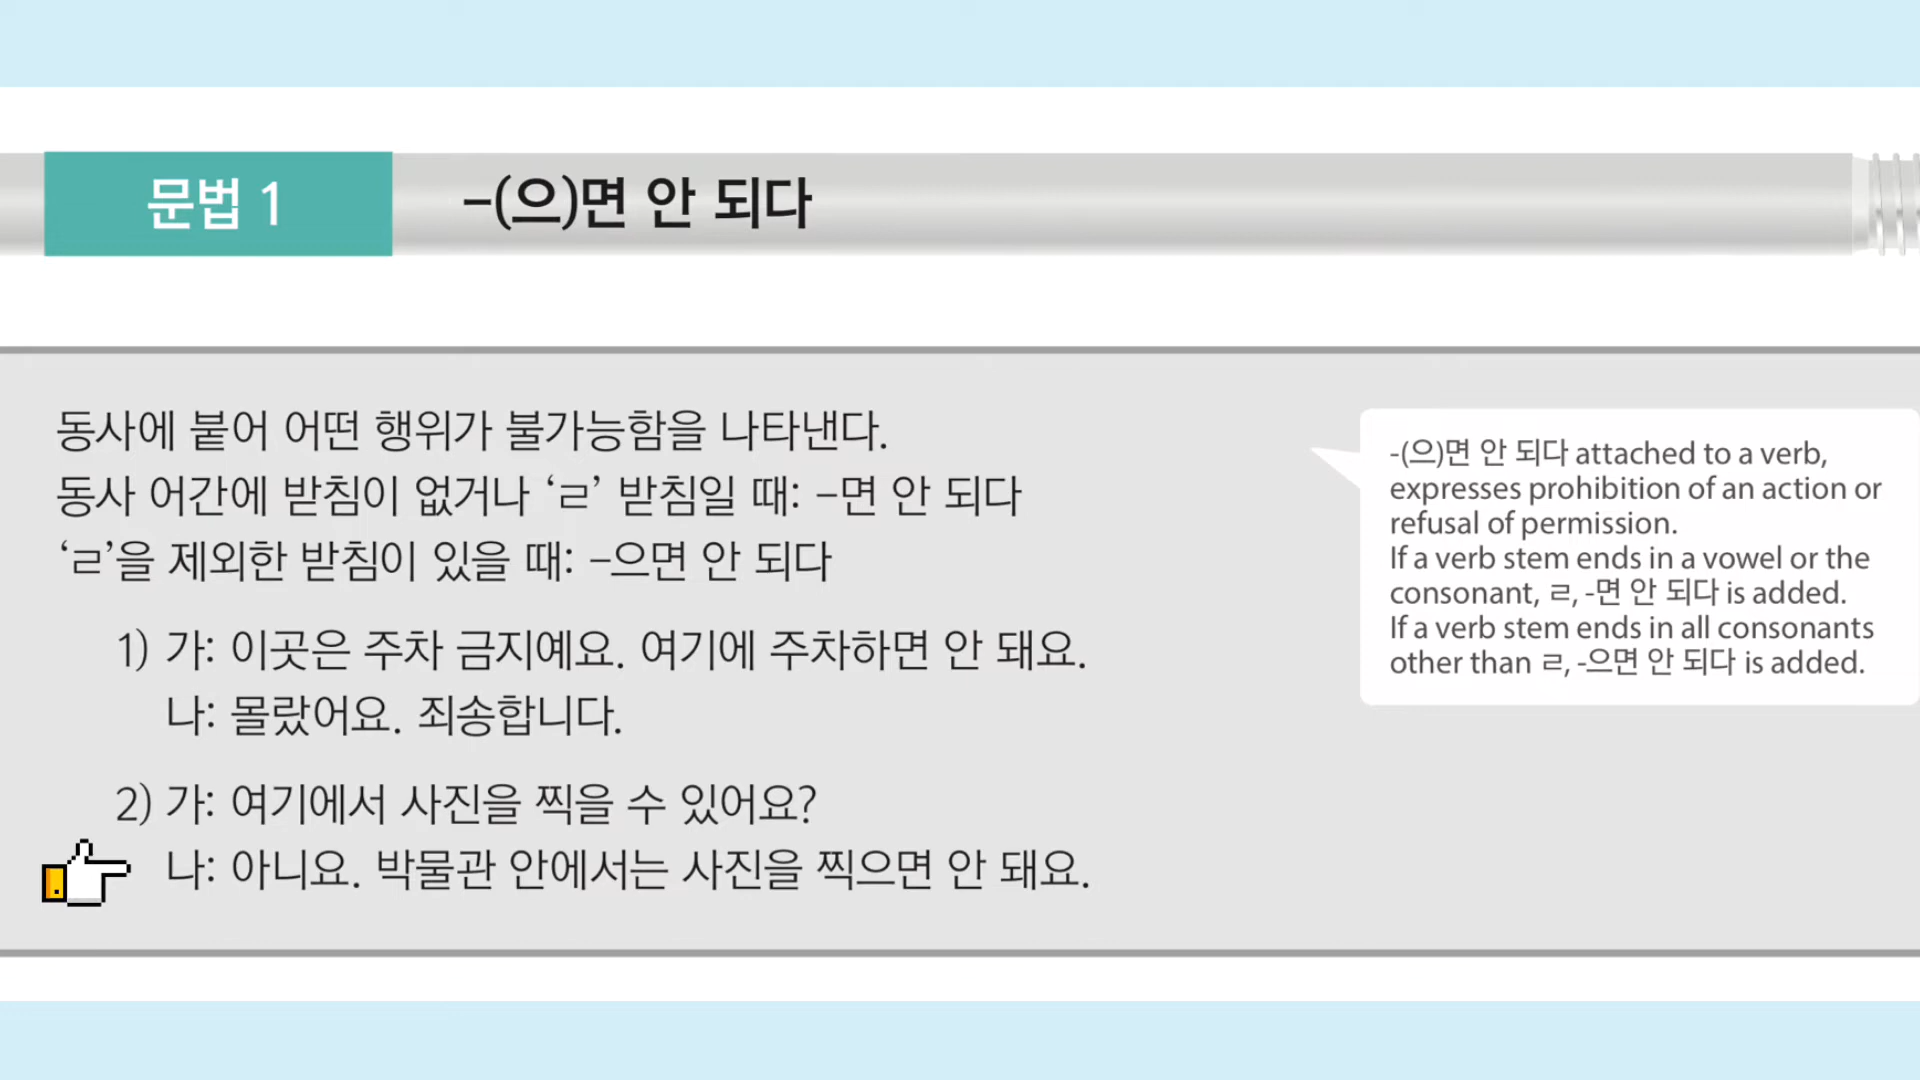 문법 1
-(으)면 안 되다
동사에 붙어 어떤 행위가 불가능함을 나타낸다.
동사 어간에 받침이 없거나 ‘ㄹ’ 받침일 때: -면 안 되다
‘ㄹ’을 제외한 받침이 있을 때: -으면 안 되다
1) 가: 이곳은 주차 금지예요. 여기에 주차하면 안 돼요.
나: 몰랐어요. 죄송합니다.
2) 가: 여기에서 사진을 찍을 수 있어요?
나: 아니요. 박물관 안에서는 사진을 찍으면 안 돼요.
-(으)면 안 되다 attached to a verb,
expresses prohibition of an action or
refusal of permission.
If a verb stem ends in a vowel or the
consonant, ㄹ, -면 안 되다 is added.
If a verb stem ends in all consonants
other than ㄹ, -으면 안 되다 is added.